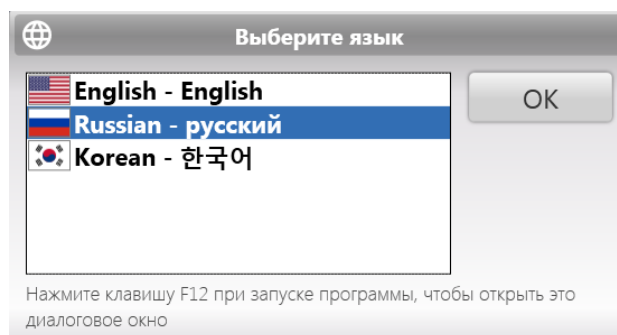 Выберите язык
English - English
OK
Russian - русский
Korean - 한국어
Нажмите клавишу F12 при запуске программы, чтобы открыть это
диалоговое окно